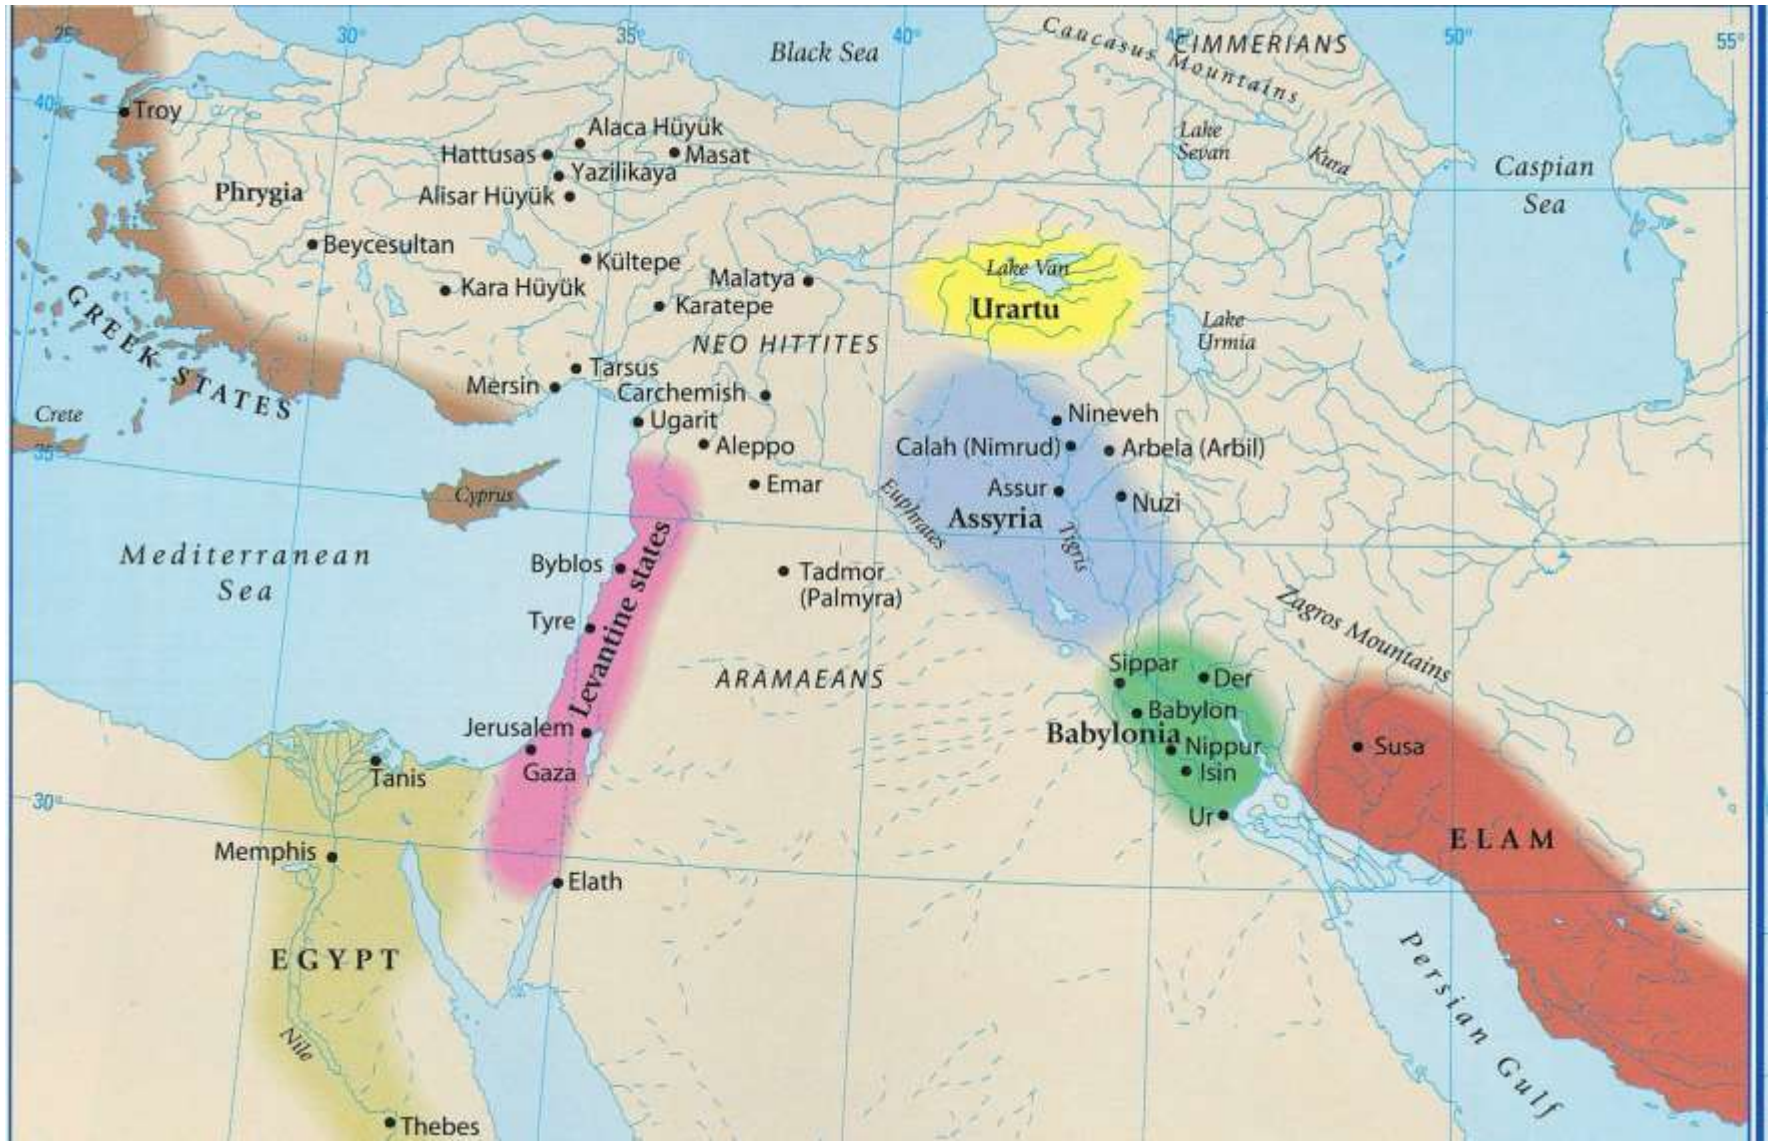 25°
30°
35°
40°
45°
50°
55°
Black Sea
Caucasus Mountains
CIMMERIANS
40°
Troy
Alaca Hüyük
Hattusas
Masat
Yazilikaya
Alisar Hüyük
Phrygia
Lake
Sevan
Kura
Caspian
Sea
Beycesultan
Kültepe
Kara Hüyük
Malatya
Karatepe
Lake Van
Urartu
Lake
Urmia
GREEK STATES
NEO HITTITES
Tarsus
Mersin
Carchemish
Ugarit
Aleppo
Emar
Crete
35°
Cyprus
Nineveh
Calah (Nimrud)
Arbela (Arbil)
Assur
Nuzi
Assyria
Euphrates
Tigris
Mediterranean
Sea
Byblos
Levantine states
Tyre
Tadmor
(Palmyra)
Zagros Mountains
ARAMAEANS
Sippar
Der
Babylon
Babylonia
Nippur
Isin
Ur
Susa
ELAM
Jerusalem
Gaza
Tanis
30°
Memphis
Elath
EGYPT
Nile
Thebes
Persian Gulf